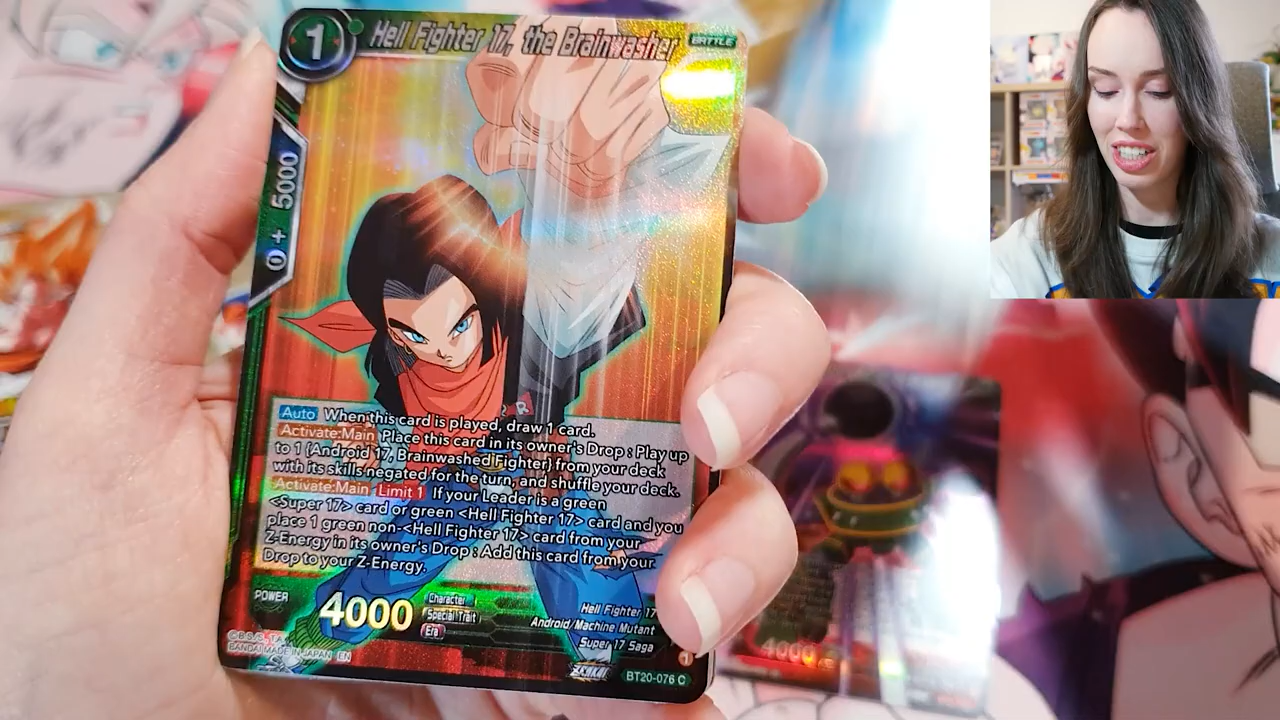 1
Hell Fighter 17, the Brainwasher
BATTLE
0 + 5000
Auto When this card is played, draw 1 card.
Activate:Main Place this card in its owner's Drop : Play up
to 1 {Android 17, Brainwashed Fighter} from your deck
with its skills negated for the turn, and shuffle your deck.
Activate:Main Limit 1 If your Leader is a green
<Super 17> card or green <Hell Fighter 17> card and you
place 1 green non-<Hell Fighter 17> card from your
Z-Energy in its owner's Drop : Add this card from your
Drop to your Z-Energy.
POWER
4000
Character
Hell Fighter 17
Special Trait
Android/Machine Mutant
Era
Super 17 Saga
BANDAI MADE IN JAPAN EN
ZENKAI
BT20-076 C
4000